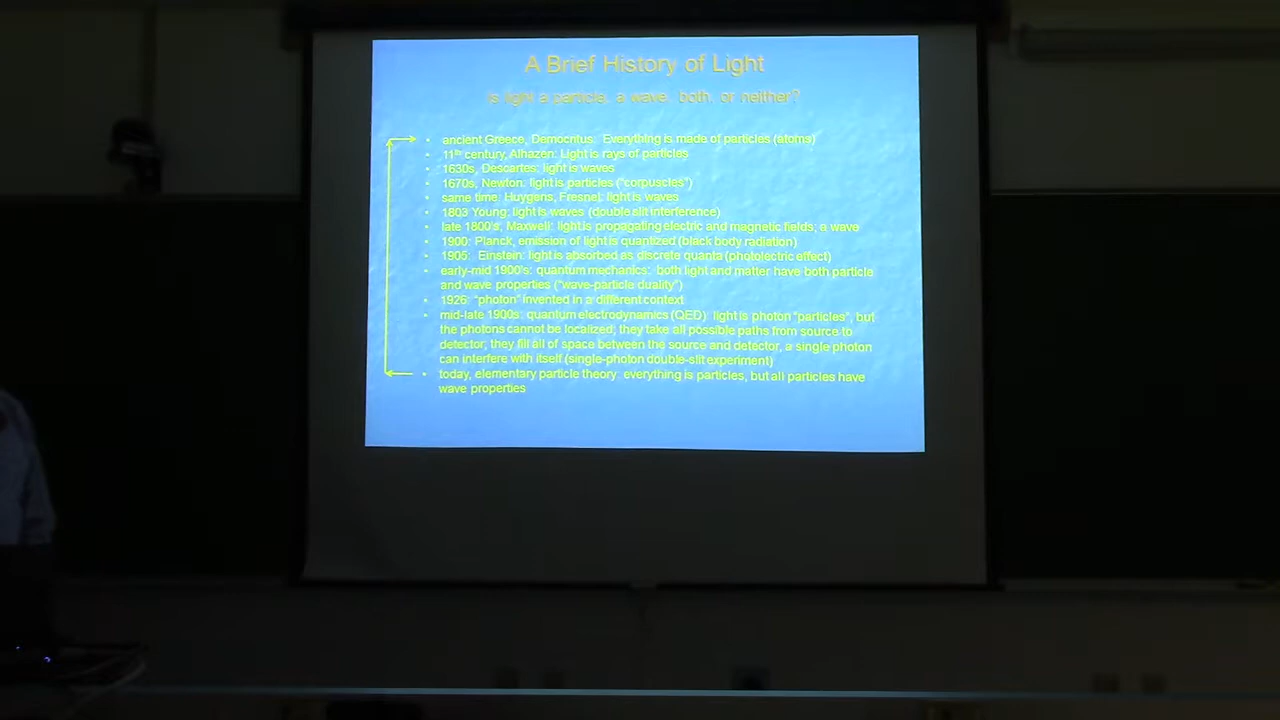 A Brief History of Light
is light a particle, a wave, both, or neither?
• ancient Greece, Democritus: Everything is made of particles (atoms)
• 11th century, Alhazen: Light is rays of particles
• 1630s, Descartes: light is waves
• 1670s, Newton: light is particles ("corpuscles")
• same time, Huygens, Fresnel: light is waves
• 1803 Young: light is waves (double slit interference)
• late 1800's, Maxwell: light is propagating electric and magnetic fields; a wave
• 1900: Planck, emission of light is quantized (black body radiation)
• 1905: Einstein: light is absorbed as discrete quanta (photolectric effect)
• early-mid 1900's: quantum mechanics: both light and matter have both particle
and wave properties ("wave-particle duality")
• 1926: "photon" invented in a different context
• mid-late 1900s: quantum electrodynamics (QED): light is photon "particles", but
the photons cannot be localized; they take all possible paths from source to
detector; they fill all of space between the source and detector, a single photon
can interfere with itself (single-photon double-slit experiment)
• today, elementary particle theory: everything is particles, but all particles have
wave properties